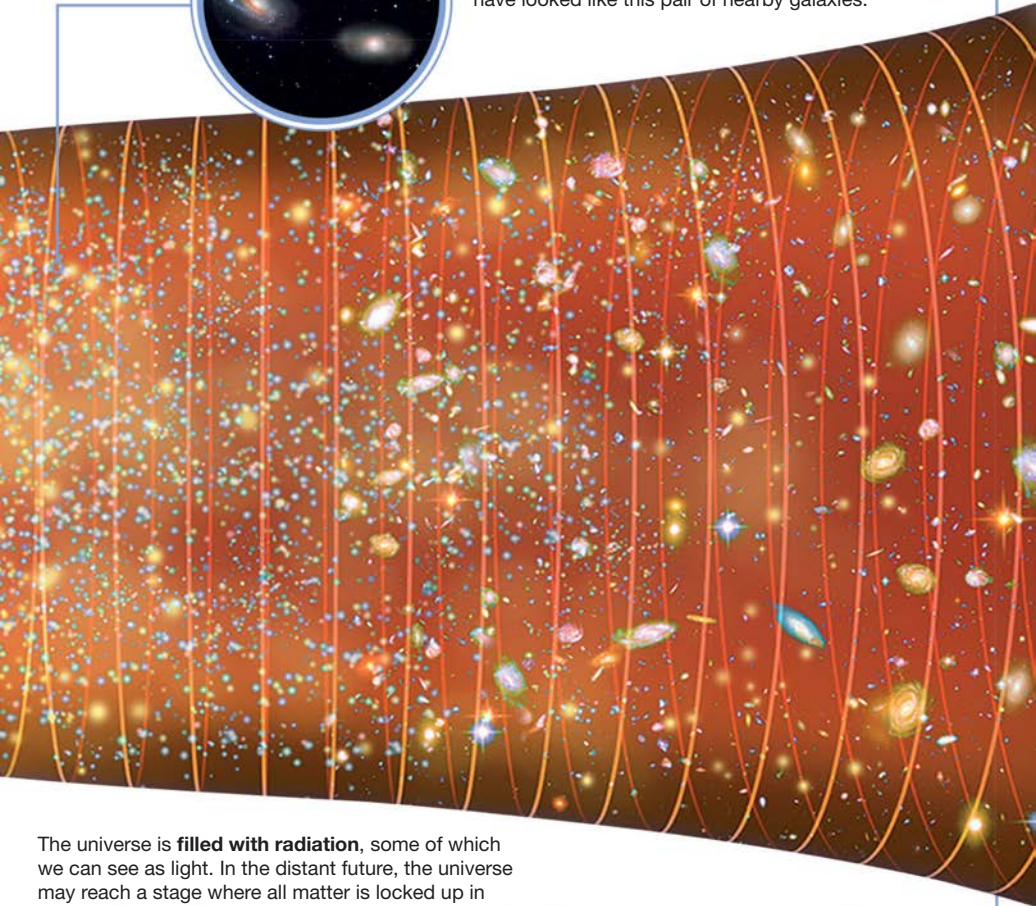 have looked like this pair of nearby galaxies.
The universe is filled with radiation, some of which
we can see as light. In the distant future, the universe
may reach a stage where all matter is locked up in